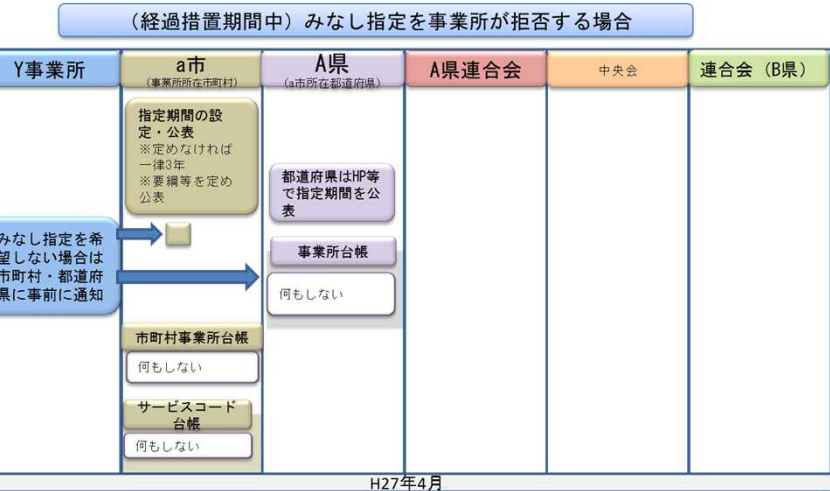 (経過措置期間中)みなし指定を事業所が拒否する場合
Y事業所
a市
(事業所所在市町村)
A県
(a市所在都道府県)
A県連合会
中央会
連合会(B県)
指定期間の設
定・公表
※定めなければ
一律3年
※要綱等を定め
公表
都道府県はHP等
で指定期間を公
表
みなし指定を希
望しない場合は
市町村・都道府
県に事前に通知
事業所台帳
何もしない
市町村事業所台帳
何もしない
サービスコード
台帳
何もしない
H27年4月